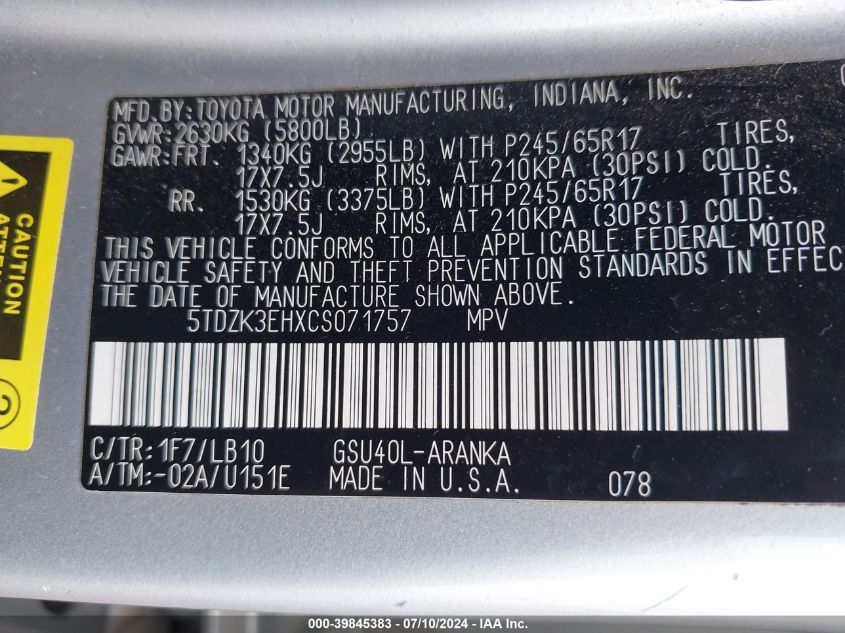 MFD. BY: TOYOTA MOTOR MANUFACTURING, INDIANA, INC.
GVWR: 2630KG (5800LB)
GAWR: FRT. 1340KG (2955LB) WITH P245/65R17 TIRES,
17X7.5J RIMS, AT 210KPA (30PSI) COLD.
RR. 1530KG (3375LB) WITH P245/65R17 TIRES,
17X7.5J RIMS, AT 210KPA (30PSI) COLD.
THIS VEHICLE CONFORMS TO ALL APPLICABLE FEDERAL MOTOR
VEHICLE SAFETY AND THEFT PREVENTION STANDARDS IN EFFEC
THE DATE OF MANUFACTURE SHOWN ABOVE.
5TDZK3EHXCS071757 MPV
C/TR: 1F7/LB10 GSU40L-ARANKA
A/TM:-02A/U151E MADE IN U.S.A. 078
CAUTION
2
000-39845383 - 07/10/2024 - IAA Inc.